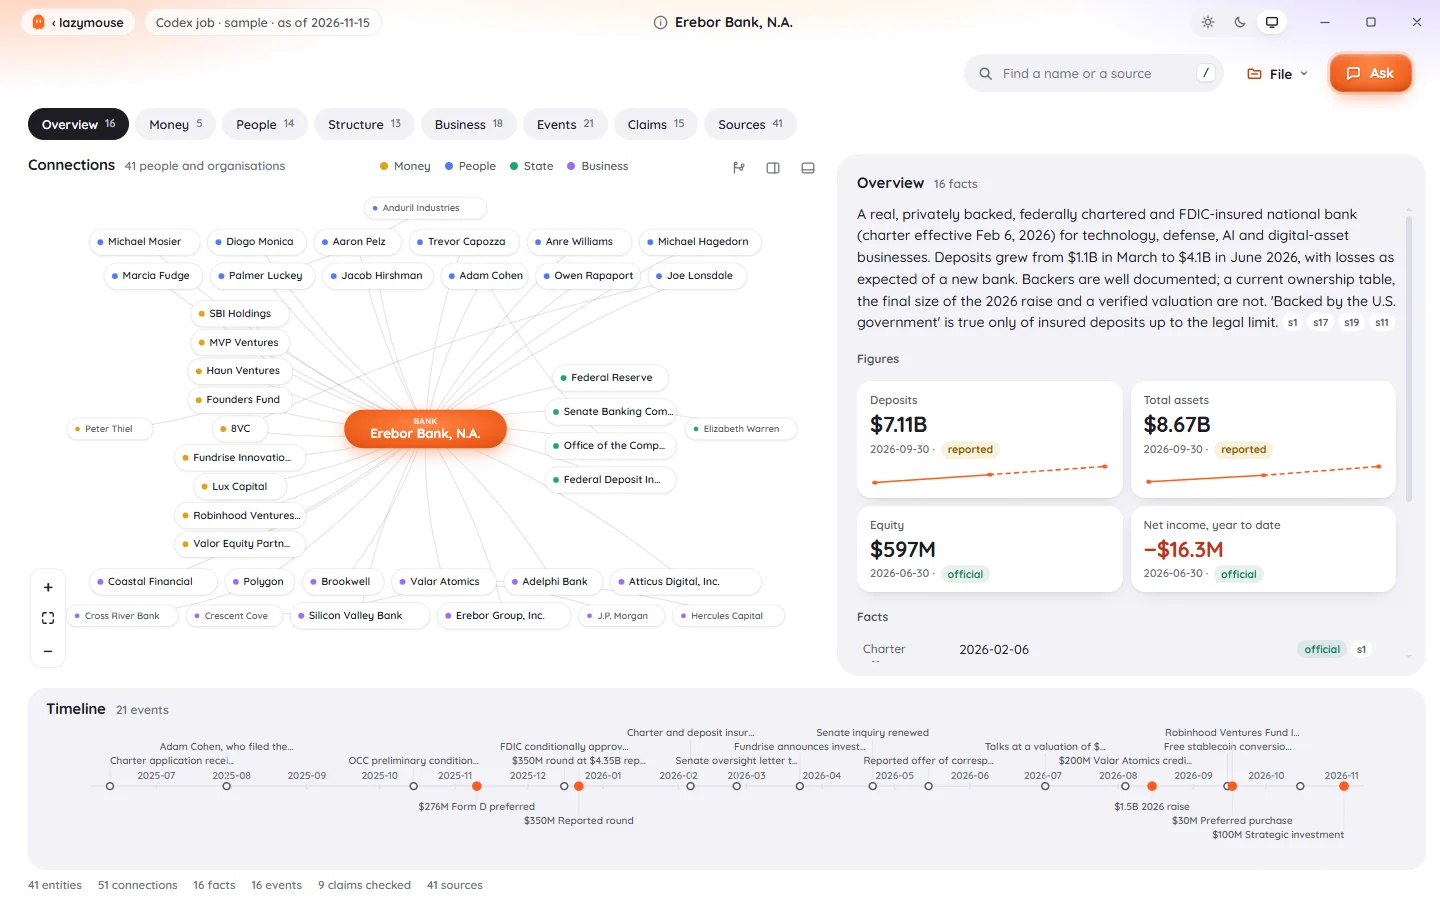 ‹ lazymouse
Codex job · sample · as of 2026-11-15
Erebor Bank, N.A.
Find a name or a source
/
File
Ask
Overview 16
Money 5
People 14
Structure 13
Business 18
Events 21
Claims 15
Sources 41
Connections 41 people and organisations
Money
People
State
Business
Anduril Industries
Michael Mosier
Diogo Monica
Aaron Pelz
Trevor Capozza
Anre Williams
Michael Hagedorn
Marcia Fudge
Palmer Luckey
Jacob Hirshman
Adam Cohen
Owen Rapaport
Joe Lonsdale
SBI Holdings
MVP Ventures
Haun Ventures
Founders Fund
Peter Thiel
8VC
Fundrise Innovatio...
Lux Capital
Robinhood Ventures...
Valor Equity Partn...
BANK
Erebor Bank, N.A.
Federal Reserve
Senate Banking Com...
Elizabeth Warren
Office of the Comp...
Federal Deposit In...
Coastal Financial
Polygon
Brookwell
Valar Atomics
Adelphi Bank
Atticus Digital, Inc.
Cross River Bank
Crescent Cove
Silicon Valley Bank
Erebor Group, Inc.
J.P. Morgan
Hercules Capital
+
−
Overview 16 facts
A real, privately backed, federally chartered and FDIC-insured national bank
(charter effective Feb 6, 2026) for technology, defense, AI and digital-asset
businesses. Deposits grew from $1.1B in March to $4.1B in June 2026, with losses as
expected of a new bank. Backers are well documented; a current ownership table,
the final size of the 2026 raise and a verified valuation are not. 'Backed by the U.S.
government' is true only of insured deposits up to the legal limit. s1 s17 s19 s11
Figures
Deposits
$7.11B
2026-09-30 · reported
Total assets
$8.67B
2026-09-30 · reported
Equity
$597M
2026-06-30 · official
Net income, year to date
−$16.3M
2026-06-30 · official
Facts
Charter
2026-02-06
official s1
Timeline 21 events
Charter and deposit insur...
Senate inquiry renewed
Robinhood Ventures Fund I...
Adam Cohen, who filed the...
FDIC conditionally approv...
Fundrise announces invest...
Talks at a valuation of $...
Free stablecoin conversio...
Charter application recei...
OCC preliminary condition...
$350M round at $4.35B rep...
Senate oversight letter t...
Reported offer of corresp...
$200M Valar Atomics credi...
2025-07
2025-08
2025-09
2025-10
2025-11
2025-12
2026-01
2026-02
2026-03
2026-04
2026-05
2026-06
2026-07
2026-08
2026-09
2026-10
2026-11
$276M Form D preferred
$1.5B 2026 raise
$350M Reported round
$30M Preferred purchase
$100M Strategic investment
41 entities
51 connections
16 facts
16 events
9 claims checked
41 sources